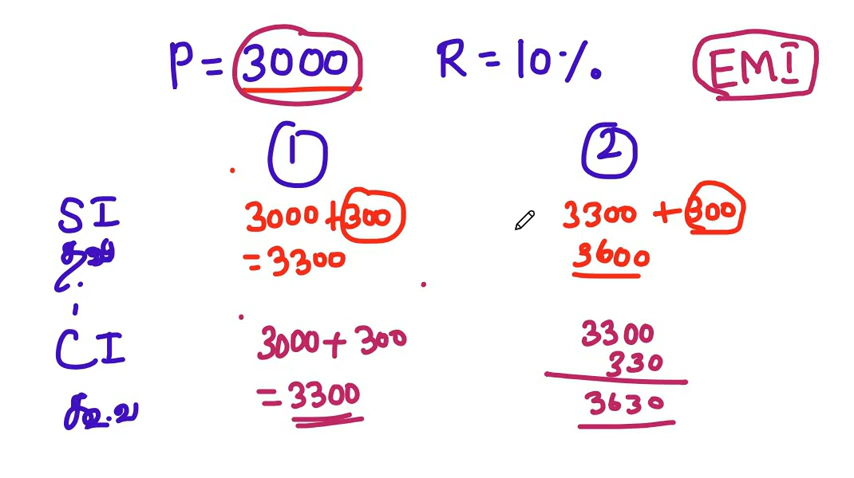 P = 3000 R = 10%. EMI
1 2
SI 3000 + 300 3300 + 300
= 3300 3600
CI 3000 + 300 3300
330
கூ.வ = 3300 3630